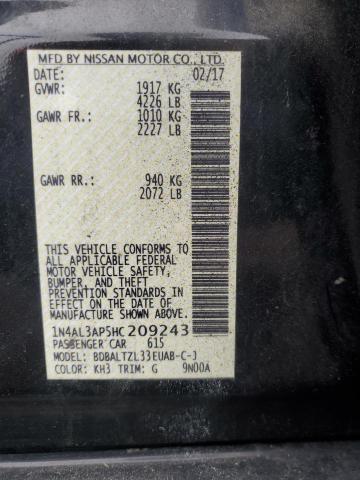 MFD BY NISSAN MOTOR CO., LTD.
DATE: 02/17
GVWR: 1917 KG
4226 LB
GAWR FR.: 1010 KG
2227 LB
GAWR RR.: 940 KG
2072 LB
THIS VEHICLE CONFORMS TO
ALL APPLICABLE FEDERAL
MOTOR VEHICLE SAFETY,
BUMPER, AND THEFT
PREVENTION STANDARDS IN
EFFECT ON THE DATE OF
MANUFACTURE SHOWN ABOVE.
1N4AL3AP5HC209243
PASSENGER CAR 615
MODEL: BDBALTZL33EUAB-C-J
COLOR: KH3 TRIM: G 9N00A